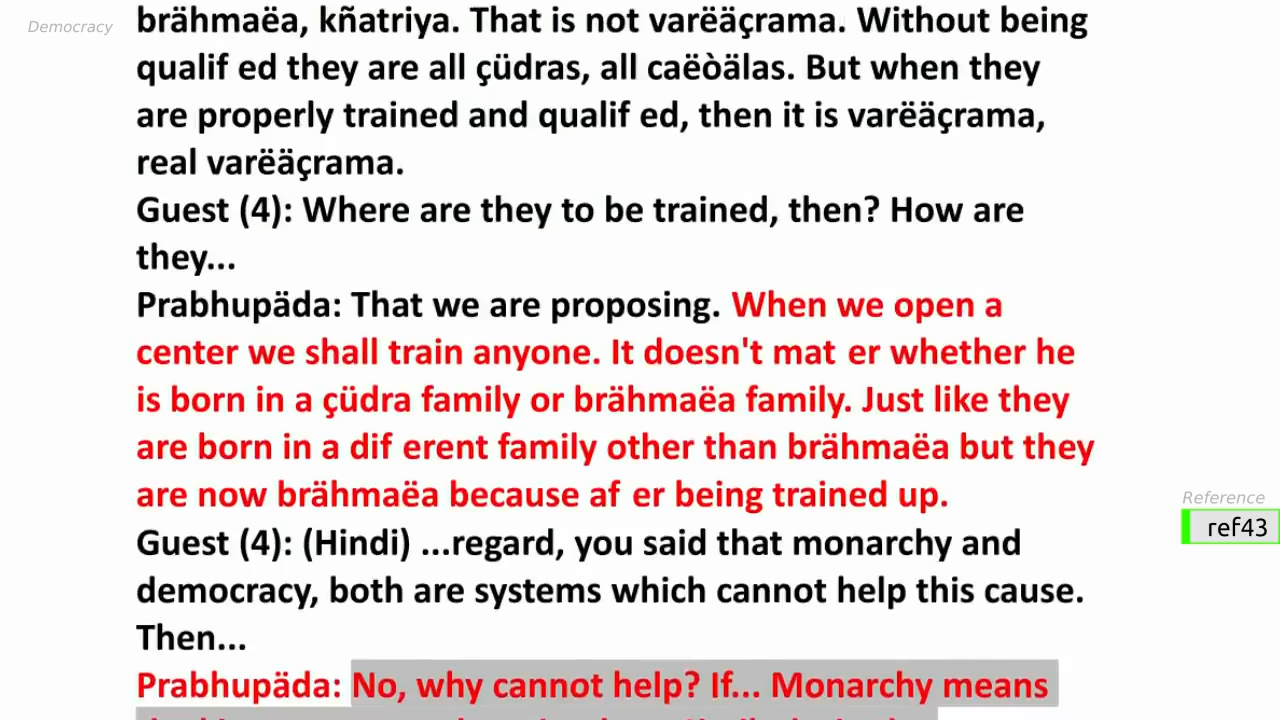 Democracy
brähmaëa, kñatriya. That is not varëäçrama. Without being
qualif ed they are all çüdras, all caëòälas. But when they
are properly trained and qualif ed, then it is varëäçrama,
real varëäçrama.
Guest (4): Where are they to be trained, then? How are
they...
Prabhupäda: That we are proposing. When we open a
center we shall train anyone. It doesn't mat er whether he
is born in a çüdra family or brähmaëa family. Just like they
are born in a dif erent family other than brähmaëa but they
are now brähmaëa because af er being trained up.
Reference
ref43
Guest (4): (Hindi) ...regard, you said that monarchy and
democracy, both are systems which cannot help this cause.
Then...
Prabhupäda: No, why cannot help? If... Monarchy means